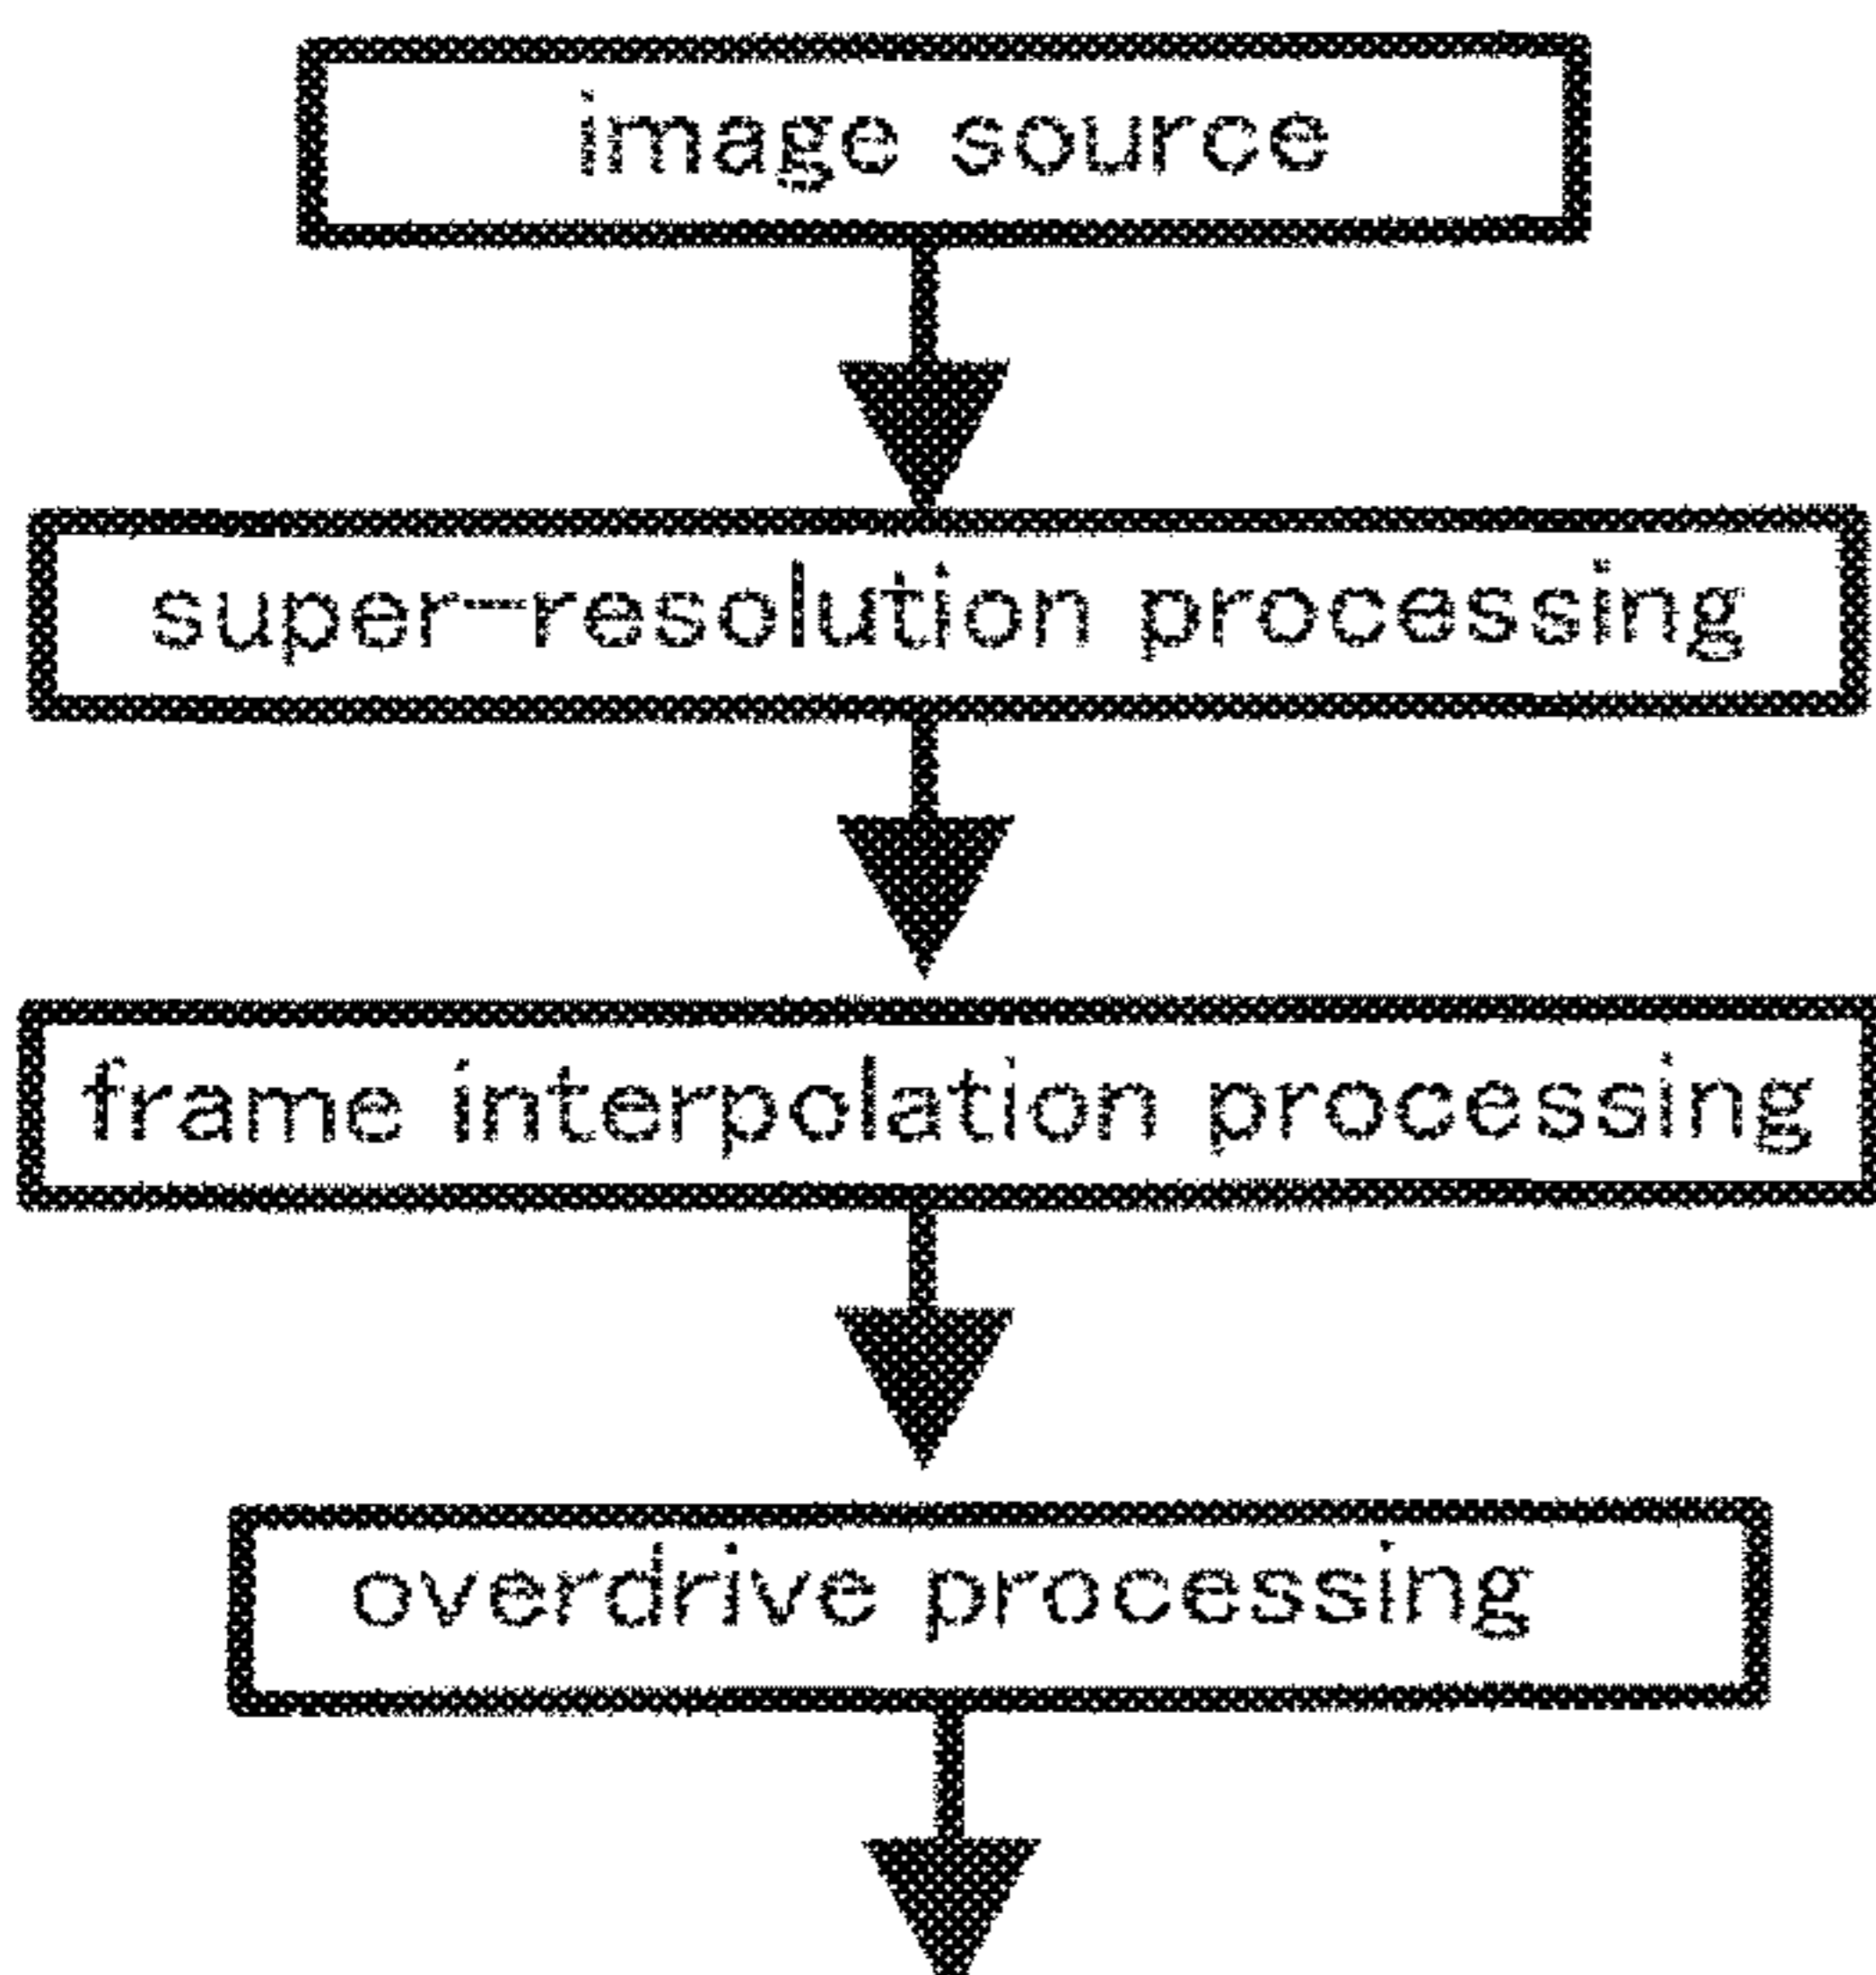 image source
super-resolution processing
frame interpolation processing
overdrive processing